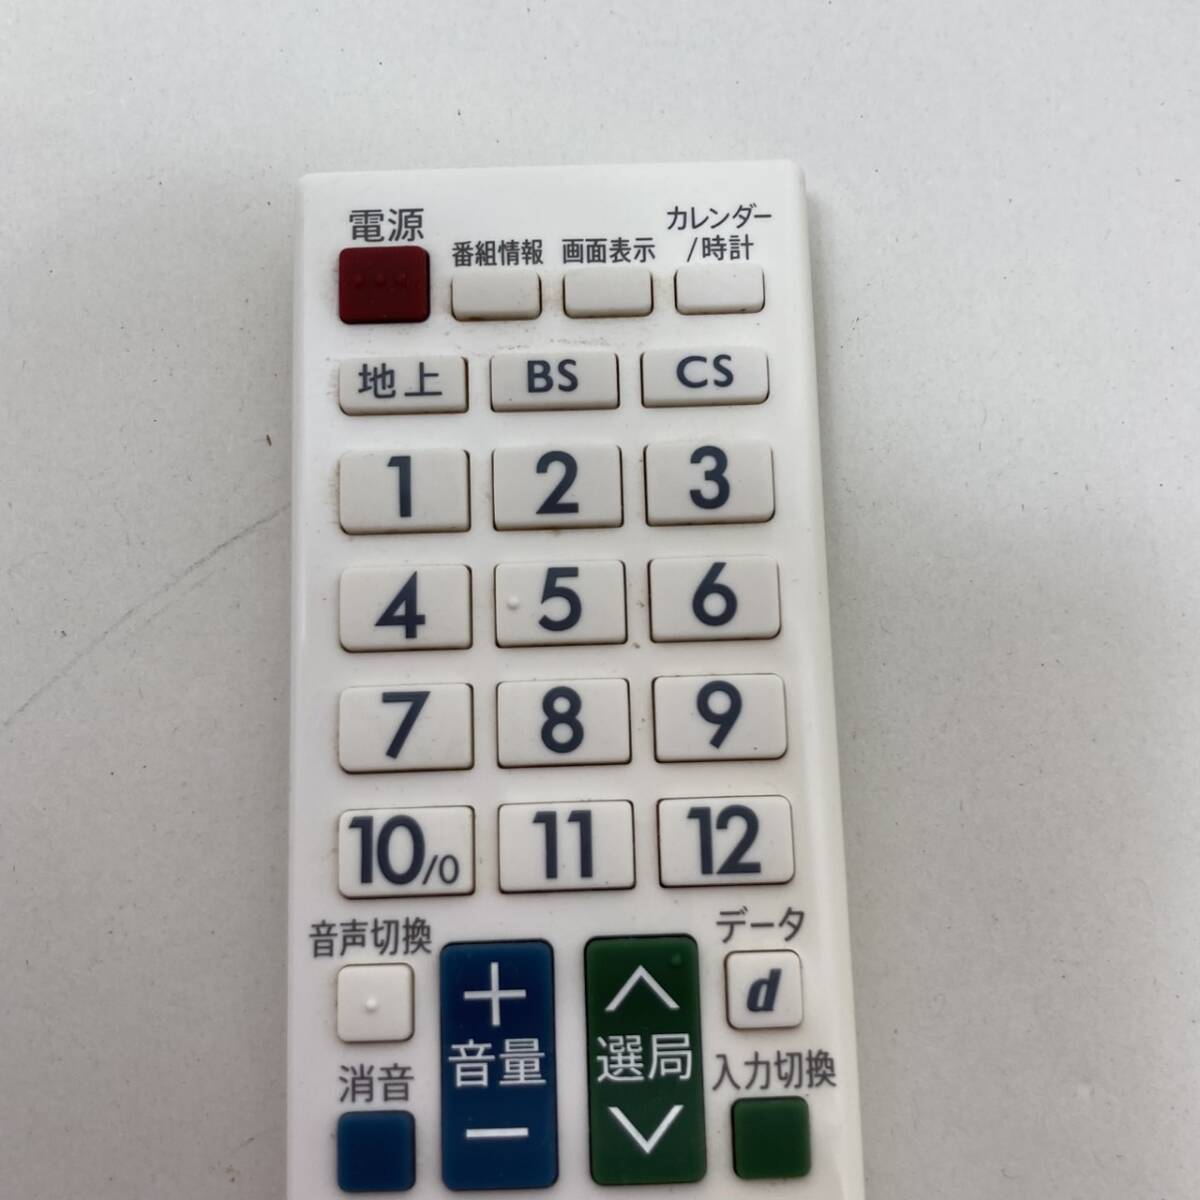 電源
番組情報 画面表示 カレンダー
/時計
地上 BS CS
1 2 3
4 5 6
7 8 9
10/0 11 12
音声切換 データ
+ d
音量 選局
消音 入力切換
−